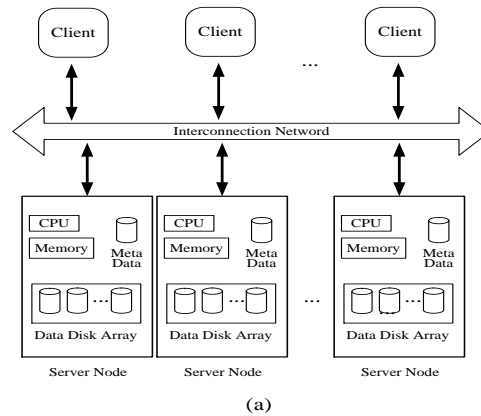 Client Client Client
...
Interconnection Netword
CPU CPU CPU
Memory Memory Memory
Meta Data Meta Data Meta Data
... ... ...
...
Data Disk Array Data Disk Array ... Data Disk Array
Server Node Server Node Server Node
(a)